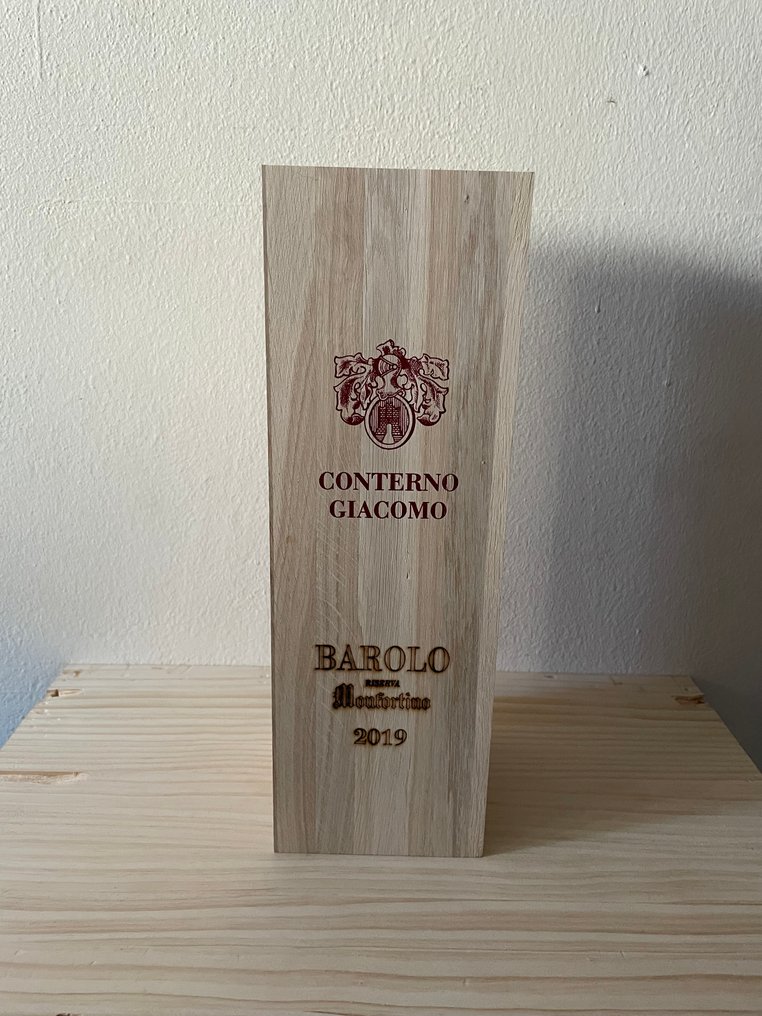 CONTERNO
GIACOMO
BAROLO
RISERVA
Monfortino
2019